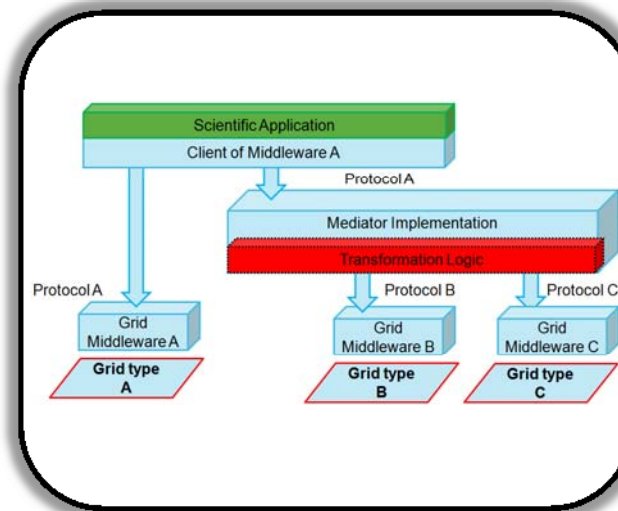 Scientific Application
Client of Middleware A
Protocol A
Mediator Implementation
Transformation Logic
Protocol A
Protocol B
Protocol C
Grid
Middleware A
Grid
Middleware B
Grid
Middleware C
Grid type
A
Grid type
B
Grid type
C